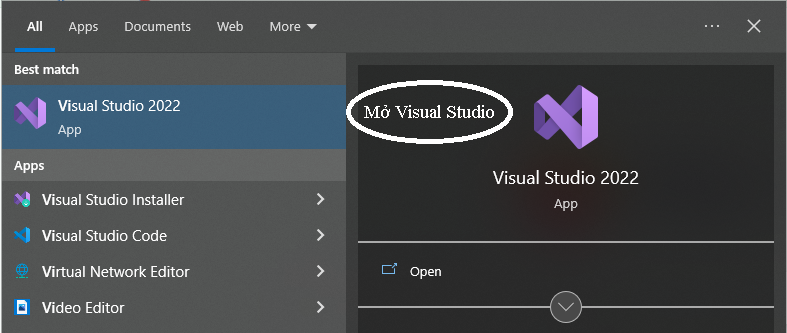 All Apps Documents Web More
Best match
Visual Studio 2022
App
Apps
Visual Studio Installer
Visual Studio Code
Virtual Network Editor
Video Editor
Mở Visual Studio
Visual Studio 2022
App
Open